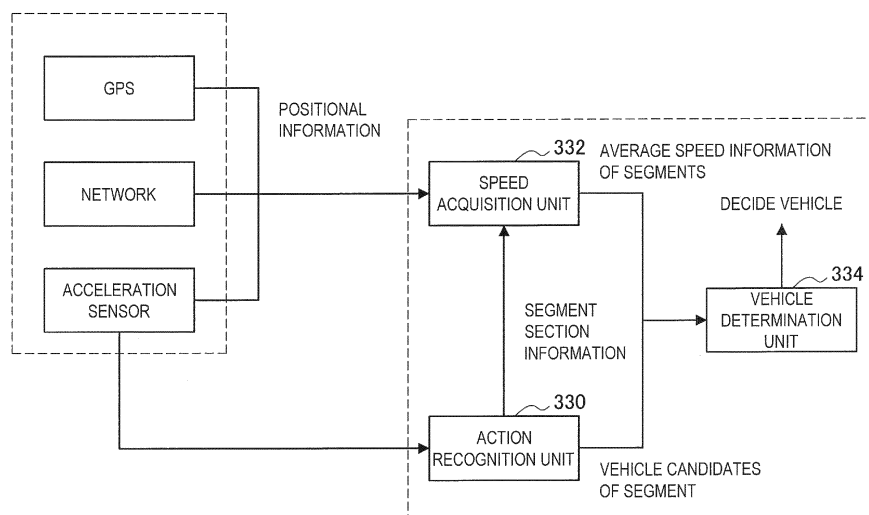 GPS
POSITIONAL
INFORMATION
NETWORK
ACCELERATION
SENSOR
332
SPEED
ACQUISITION UNIT
AVERAGE SPEED INFORMATION
OF SEGMENTS
DECIDE VEHICLE
334
VEHICLE
DETERMINATION
UNIT
SEGMENT
SECTION
INFORMATION
330
ACTION
RECOGNITION UNIT
VEHICLE CANDIDATES
OF SEGMENT